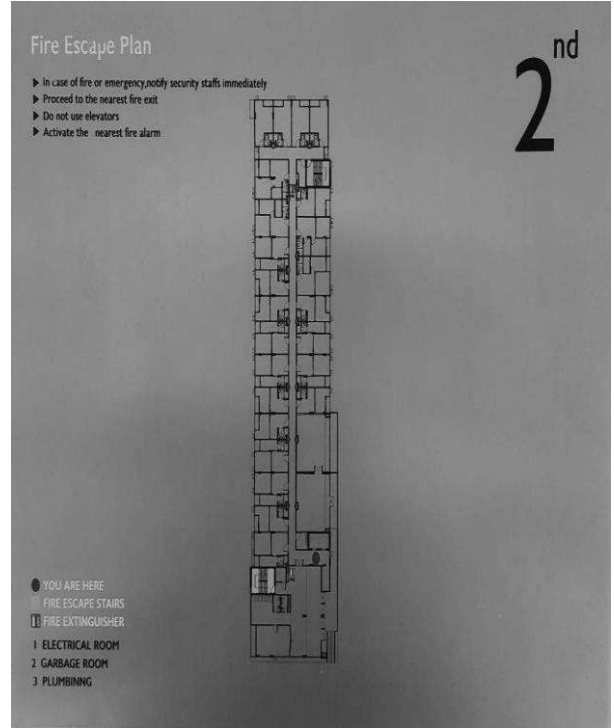 Fire Escape Plan
2nd
In case of fire or emergency,notify security staffs immediately
Proceed to the nearest fire exit
Do not use elevators
Activate the nearest fire alarm
YOU ARE HERE
FIRE ESCAPE STAIRS
FIRE EXTINGUISHER
1 ELECTRICAL ROOM
2 GARBAGE ROOM
3 PLUMBINNG